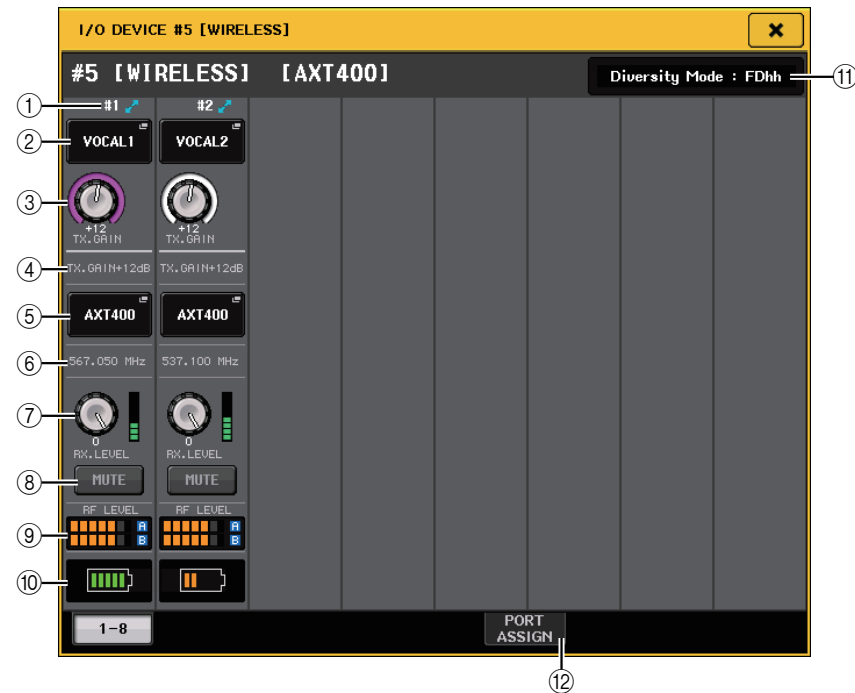 I/O DEVICE #5 [WIRELESS]
#5 [WIRELESS] [AXT400]
Diversity Mode : FDhh
⑪
① #1 #2
② VOCAL1 VOCAL2
③
+12 +12
TX.GAIN TX.GAIN
④ TX.GAIN+12dB TX.GAIN+12dB
⑤ AXT400 AXT400
⑥ 567.050 MHz 537.100 MHz
⑦
0 0
RX.LEVEL RX.LEVEL
⑧ MUTE MUTE
RF LEVEL RF LEVEL
⑨ A A
B B
⑩
1-8
PORT
ASSIGN
⑫